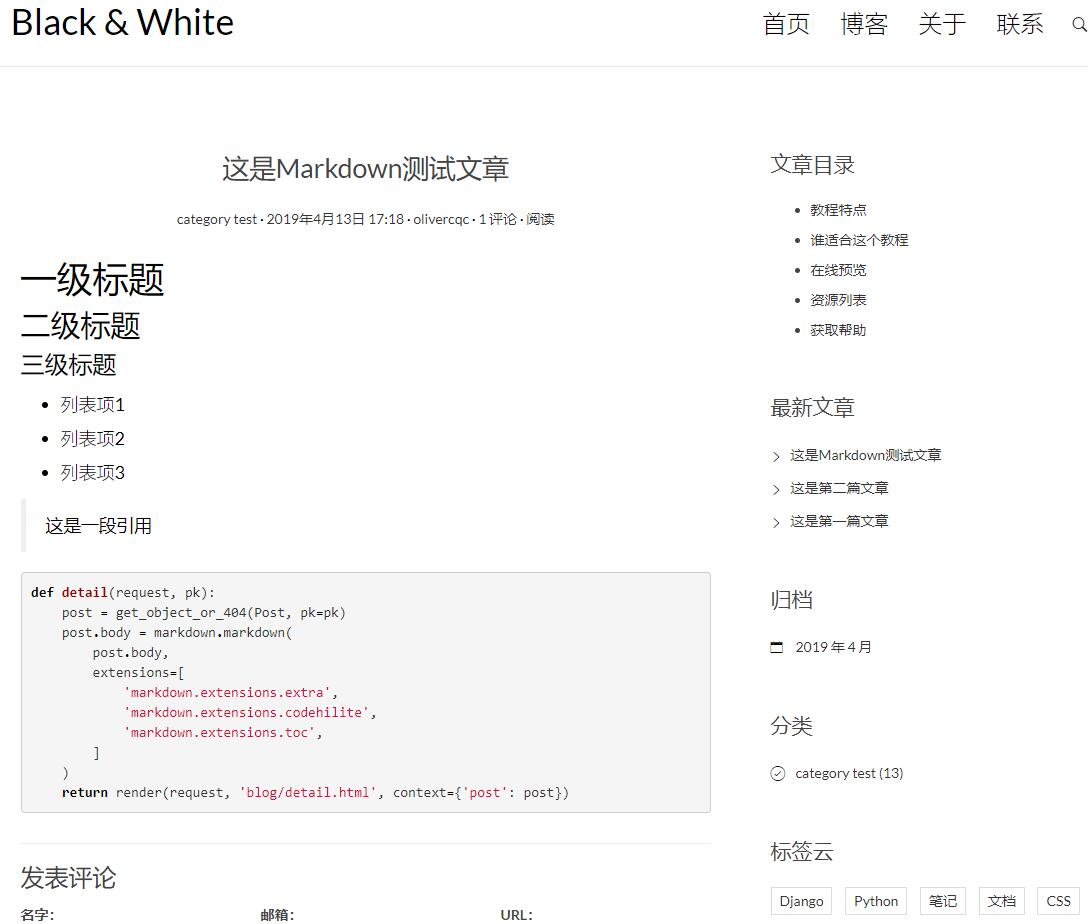 Black & White
首页 博客 关于 联系
这是Markdown测试文章
category test · 2019年4月13日 17:18 · olivercqc · 1 评论 · 阅读
一级标题
二级标题
三级标题
列表项1
列表项2
列表项3
这是一段引用
def detail(request, pk):
    post = get_object_or_404(Post, pk=pk)
    post.body = markdown.markdown(
        post.body,
        extensions=[
            'markdown.extensions.extra',
            'markdown.extensions.codehilite',
            'markdown.extensions.toc',
        ]
    )
    return render(request, 'blog/detail.html', context={'post': post})
发表评论
名字： 邮箱： URL：
文章目录
教程特点
谁适合这个教程
在线预览
资源列表
获取帮助
最新文章
这是Markdown测试文章
这是第二篇文章
这是第一篇文章
归档
2019 年 4 月
分类
category test (13)
标签云
Django Python 笔记 文档 CSS